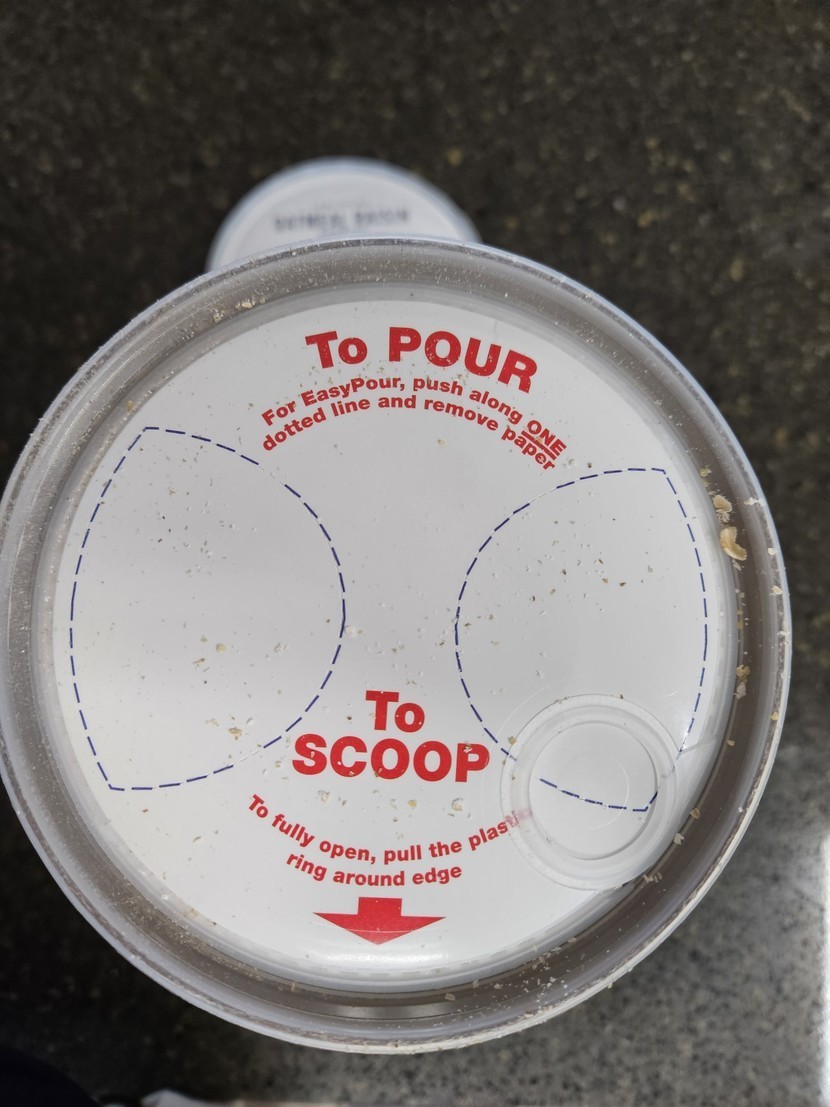 To POUR
For EasyPour, push along ONE
dotted line and remove paper
To
SCOOP
To fully open, pull the plastic
ring around edge